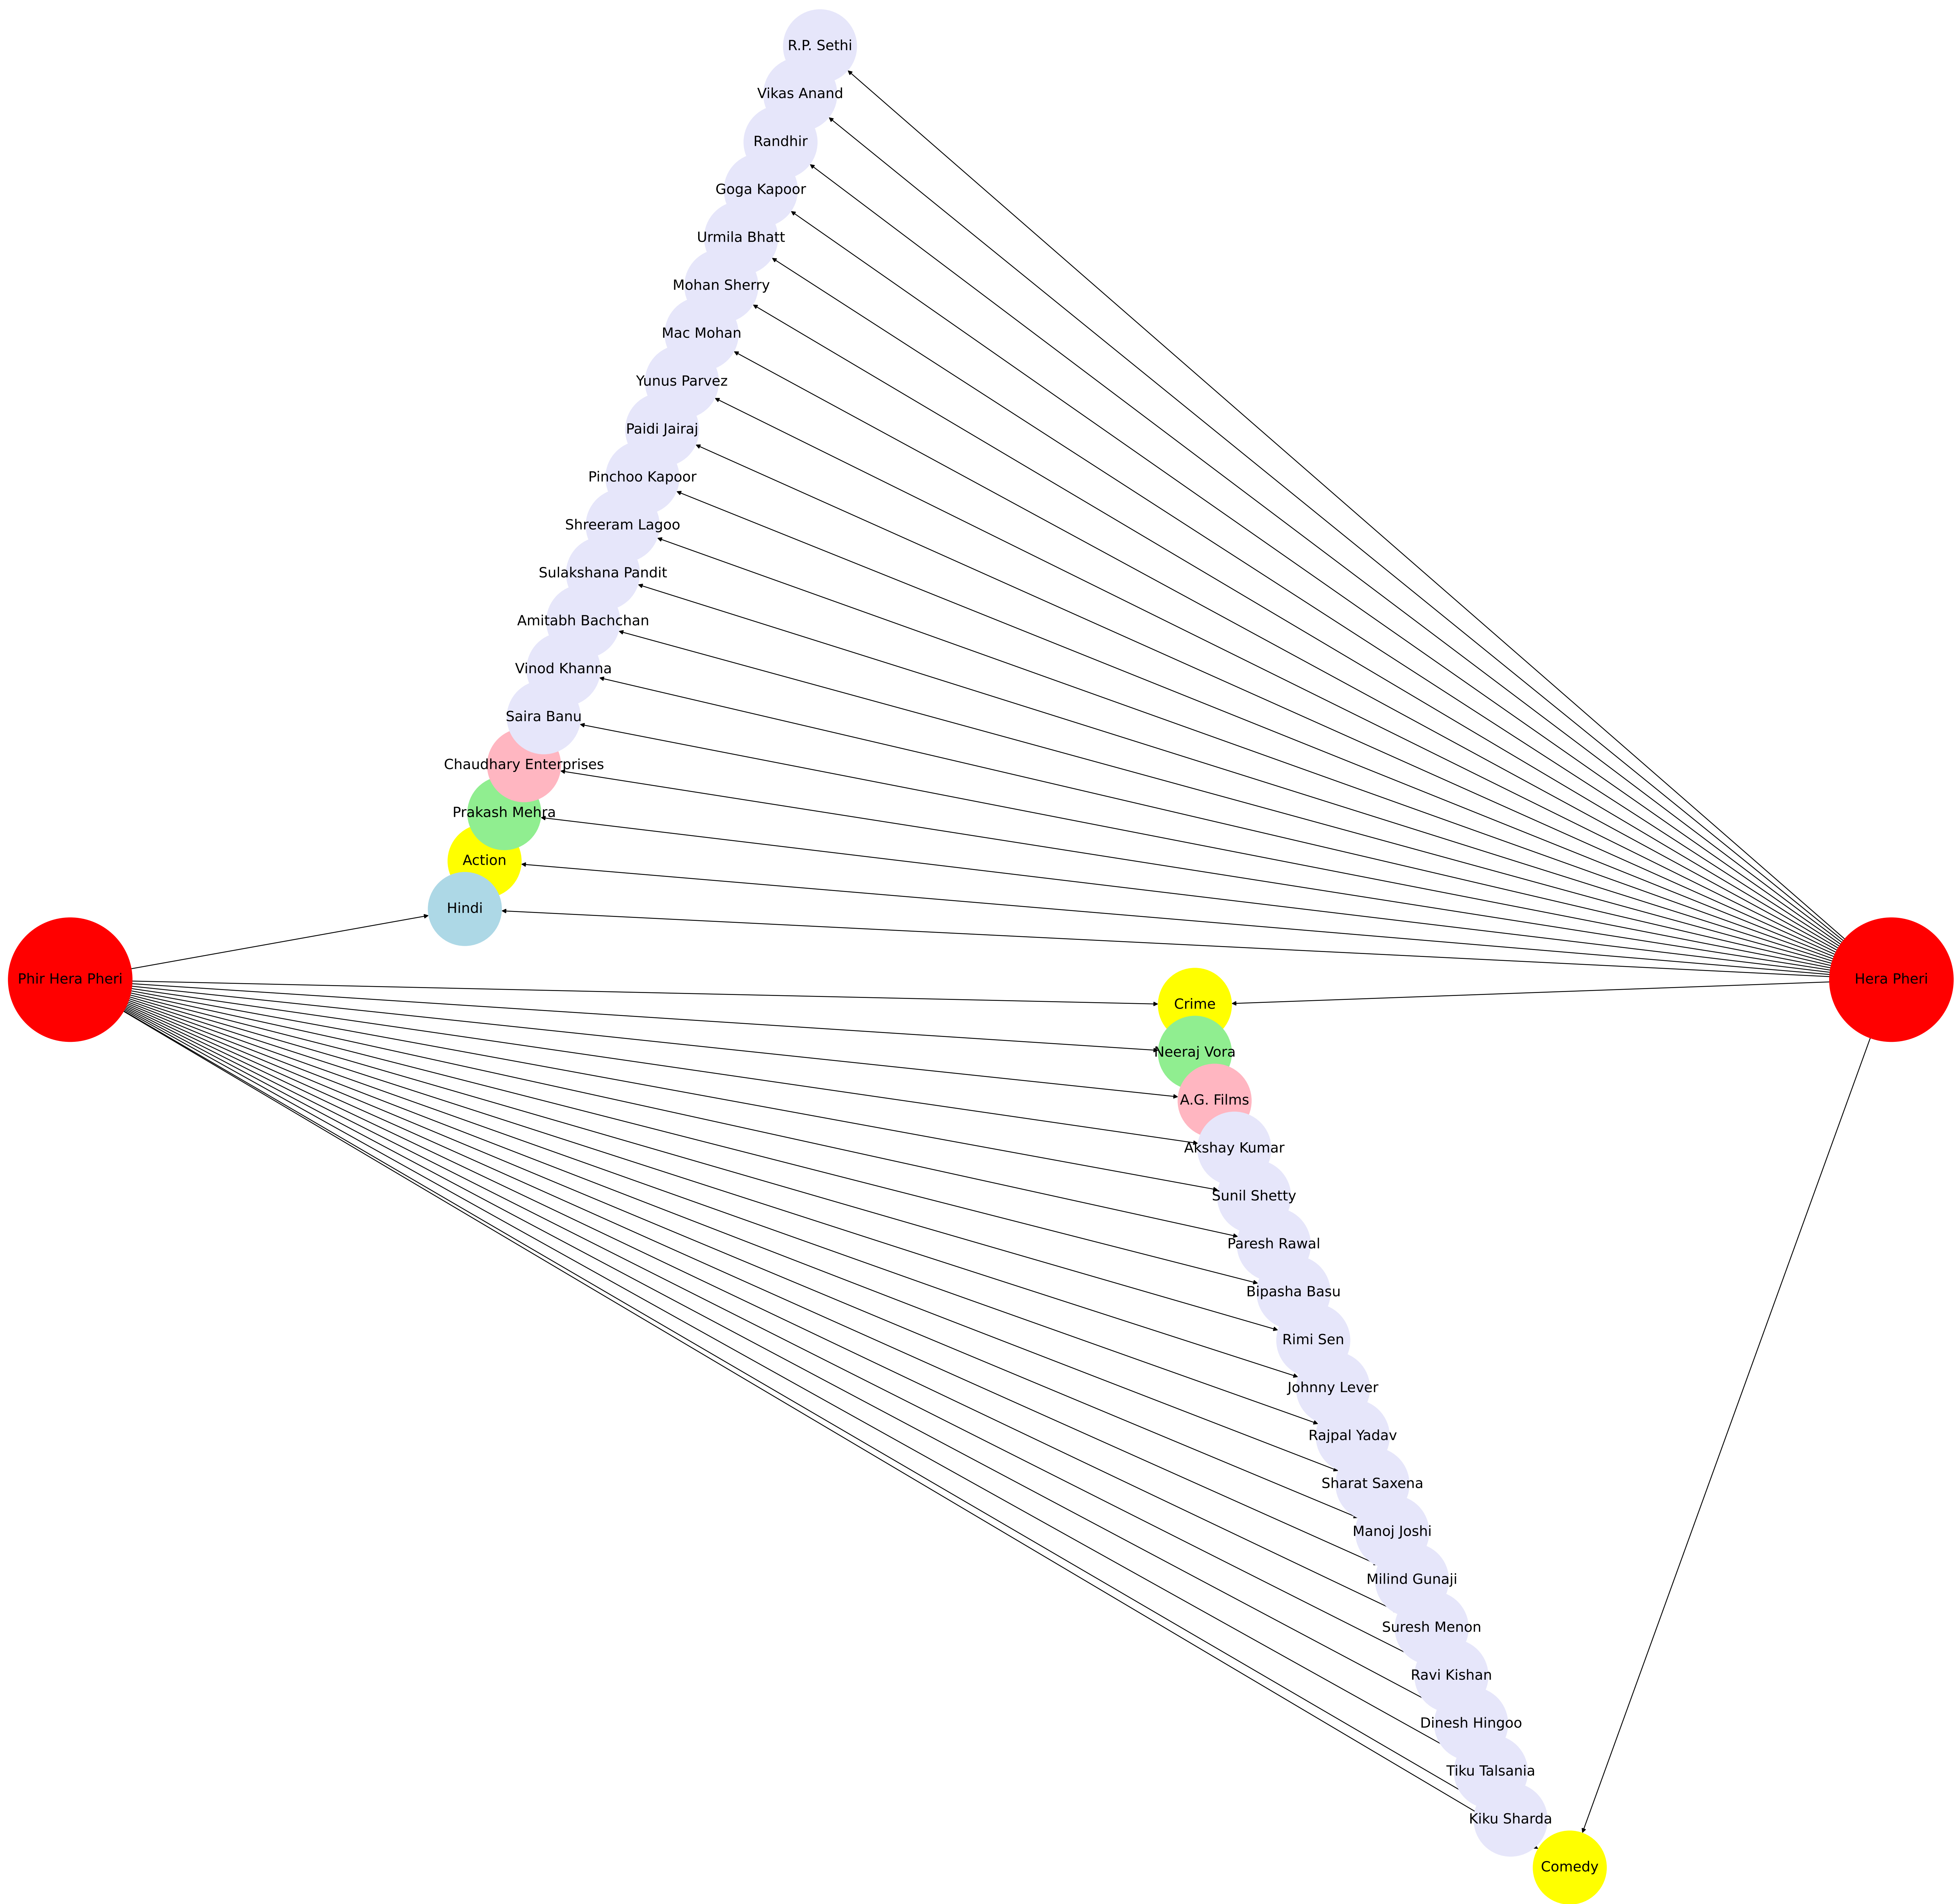 R.P. Sethi
Vikas Anand
Randhir
Goga Kapoor
Urmila Bhatt
Mohan Sherry
Mac Mohan
Yunus Parvez
Paidi Jairaj
Pinchoo Kapoor
Shreeram Lagoo
Sulakshana Pandit
Amitabh Bachchan
Vinod Khanna
Saira Banu
Chaudhary Enterprises
Prakash Mehra
Action
Hindi
Phir Hera Pheri
Hera Pheri
Crime
Neeraj Vora
A.G. Films
Akshay Kumar
Sunil Shetty
Paresh Rawal
Bipasha Basu
Rimi Sen
Johnny Lever
Rajpal Yadav
Sharat Saxena
Manoj Joshi
Milind Gunaji
Suresh Menon
Ravi Kishan
Dinesh Hingoo
Tiku Talsania
Kiku Sharda
Comedy